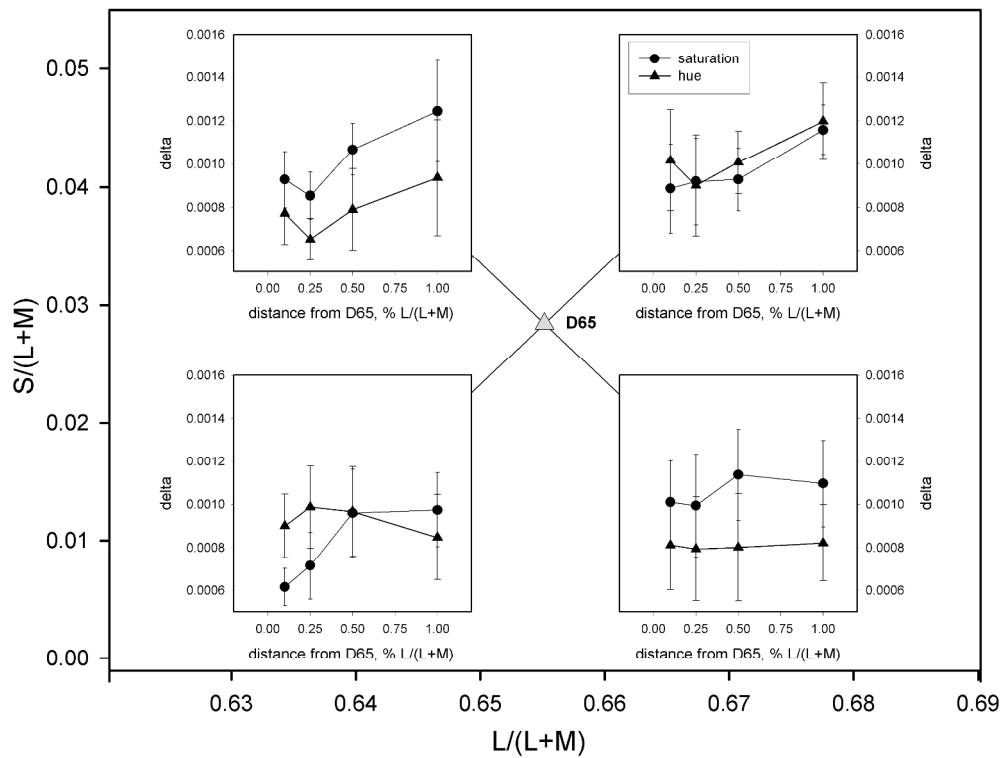 S/(L+M)
0.05
0.04
0.03
0.02
0.01
0.00
0.63
0.64
0.65
0.66
0.67
0.68
0.69
L/(L+M)
delta
0.0016
0.0014
0.0012
0.0010
0.0008
0.0006
0.00 0.25 0.50 0.75 1.00
distance from D65, % L/(L+M)
saturation
hue
0.0016
0.0014
0.0012
0.0010
0.0008
0.0006
delta
0.00 0.25 0.50 0.75 1.00
distance from D65, % L/(L+M)
D65
delta
0.0016
0.0014
0.0012
0.0010
0.0008
0.0006
0.00 0.25 0.50 0.75 1.00
distance from D65, % L/(L+M)
0.0016
0.0014
0.0012
0.0010
0.0008
0.0006
delta
0.00 0.25 0.50 0.75 1.00
distance from D65, % L/(L+M)